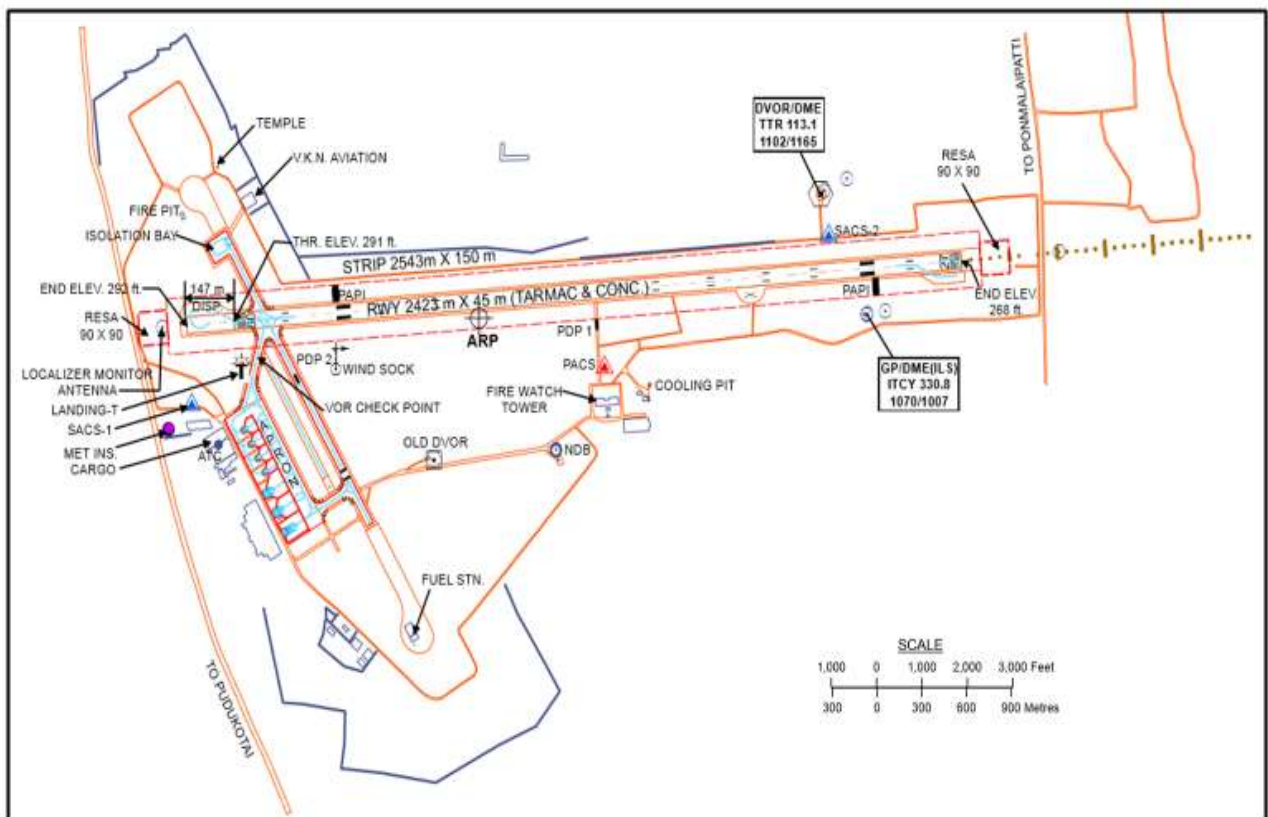 TO PONMALAIPATTI
DVOR/DME
TTR 113.1
1102/1165
TEMPLE
V.K.N. AVIATION
RESA
90 X 90
FIRE PIT
ISOLATION BAY
THR. ELEV. 291 ft.
SACS-2
STRIP 2543m X 150 m
END ELEV. 292 ft.
147 m
DISP.
PAPI
RWY 2423 m X 45 m (TARMAC & CONC.)
PAPI
27
END ELEV.
268 ft.
RESA
90 X 90
ARP
PDP 1
PDP 2
WIND SOCK
PACS
GP/DME(ILS)
ITCY 330.8
1070/1007
LOCALIZER MONITOR
ANTENNA
LANDING-T
VOR CHECK POINT
FIRE WATCH
TOWER
COOLING PIT
SACS-1
MET INS.
CARGO
ATC
APRON
OLD DVOR
NDB
FUEL STN.
TO PUDUKOTAI
SCALE
1,000 0 1,000 2,000 3,000 Feet
300 0 300 600 900 Metres